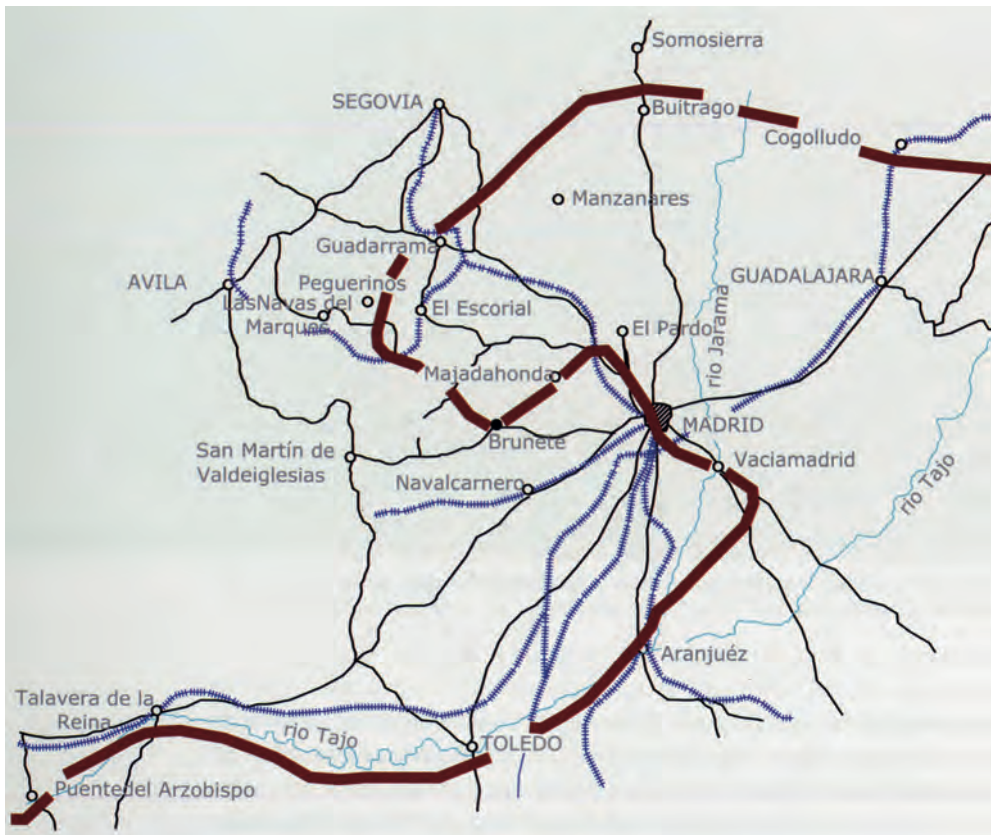 Somosierra
SEGOVIA
Buitrago
Cogolludo
Manzanares
Guadarrama
GUADALAJARA
AVILA
Peguerinos
LasNavas del
Marques
El Escorial
El Pardo
rio Jarama
Majadahonda
MADRID
Brunete
San Martín de
Valdeiglesias
Vaciamadrid
Navalcarnero
rio Tajo
Aranjuéz
Talavera de la
Reina
rio Tajo
TOLEDO
Puentedel Arzobispo